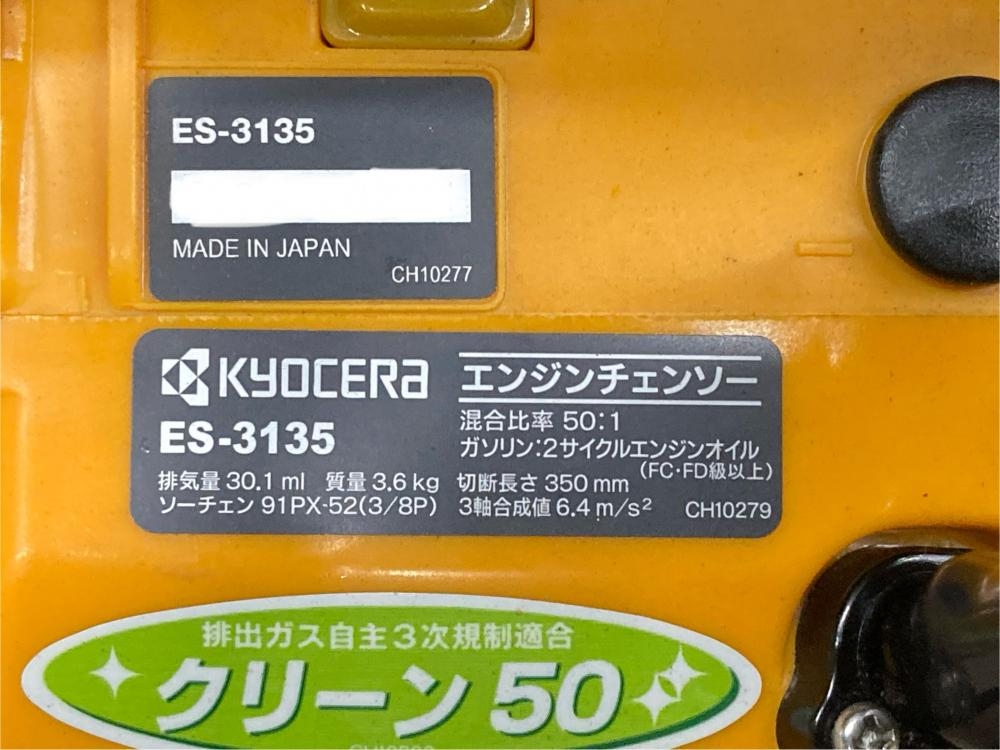 ES-3135
MADE IN JAPAN
CH10277
KYOCERA
ES-3135
エンジンチェンソー
混合比率 50:1
ガソリン:2サイクルエンジンオイル
(FC・FD級以上)
排気量 30.1 ml 質量 3.6 kg 切断長さ 350 mm
ソーチェン 91PX-52(3/8P) 3軸合成値 6.4 m/s²
CH10279
排出ガス自主3次規制適合
クリーン50